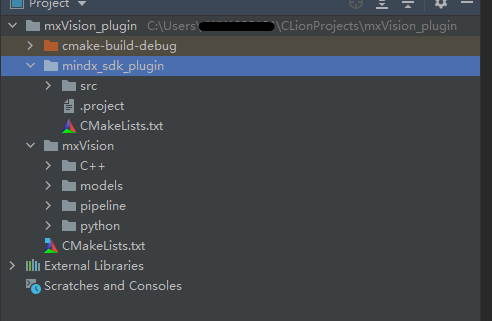 Project
mxVision_plugin C:\Users\ \CLionProjects\mxVision_plugin
cmake-build-debug
mindx_sdk_plugin
src
.project
CMakeLists.txt
mxVision
C++
models
pipeline
python
CMakeLists.txt
External Libraries
Scratches and Consoles